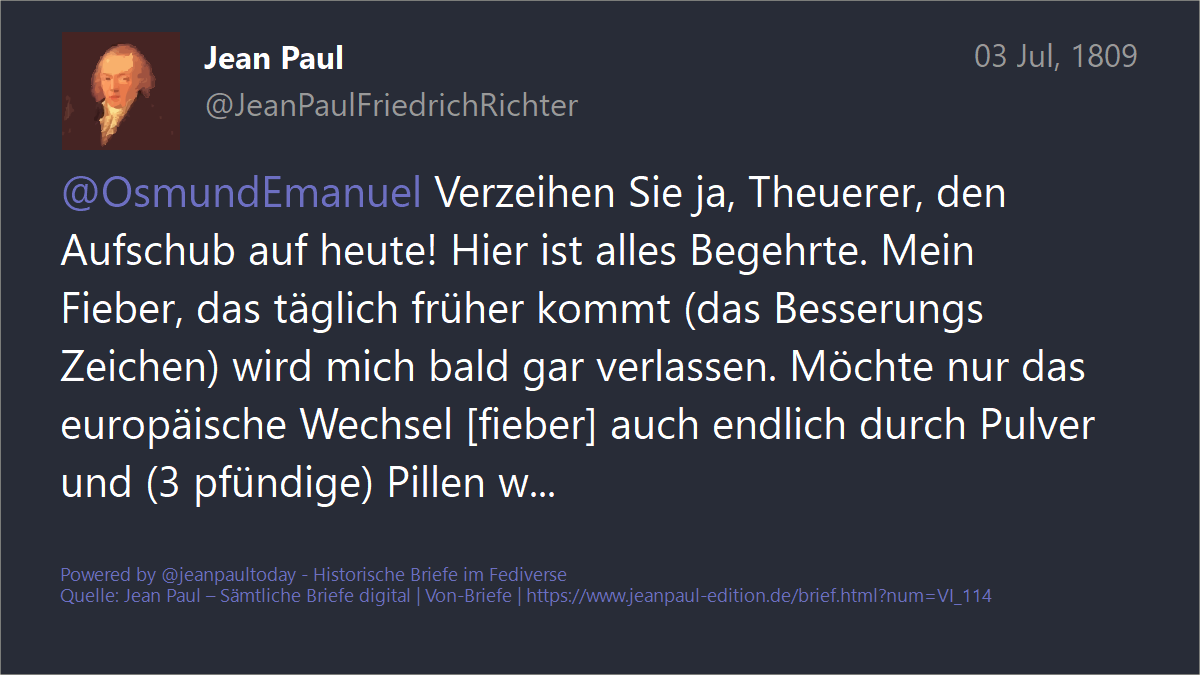 Jean Paul
03 Jul, 1809
@JeanPaulFriedrichRichter
@OsmundEmanuel Verzeihen Sie ja, Theuerer, den
Aufschub auf heute! Hier ist alles Begehrte. Mein
Fieber, das täglich früher kommt (das Besserungs
Zeichen) wird mich bald gar verlassen. Möchte nur das
europäische Wechsel [fieber] auch endlich durch Pulver
und (3 pfündige) Pillen w...
Powered by @jeanpaultoday - Historische Briefe im Fediverse
Quelle: Jean Paul – Sämtliche Briefe digital | Von-Briefe | https://www.jeanpaul-edition.de/brief.html?num=VI_114